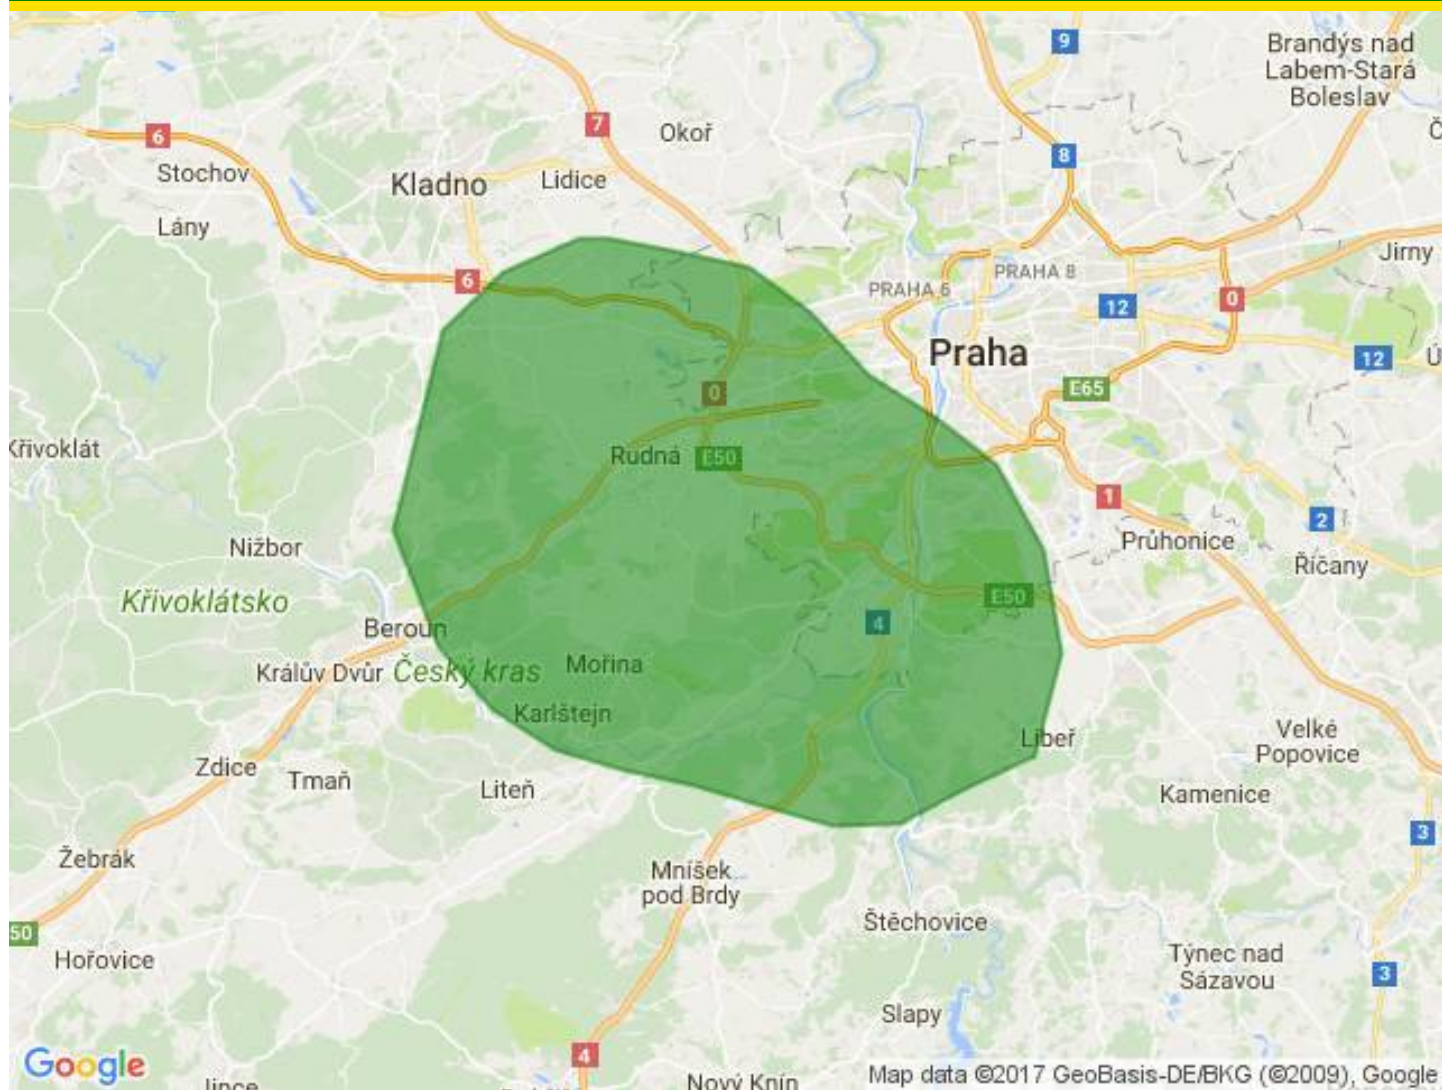 9
Brandýs nad
Labem-Stará
Boleslav
7
Okoř
6
8
Stochov
Kladno
Lidice
Lány
Jirny
PRAHA 8
6
PRAHA 6
12
0
Praha
12
Ú
E65
0
Křivoklát
Rudná
E50
1
2
Průhonice
Nižbor
Říčany
Křivoklátsko
E50
4
Beroun
Mořina
Králův Dvůr
Český kras
Karlštejn
Libeř
Velké
Popovice
Zdice
Tmaň
Liteň
Kamenice
3
Žebrák
Mníšek
pod Brdy
Štěchovice
50
Hořovice
Týnec nad
Sázavou
3
Slapy
4
Google
Jince
Nový Knín
Map data ©2017 GeoBasis-DE/BKG (©2009), Google